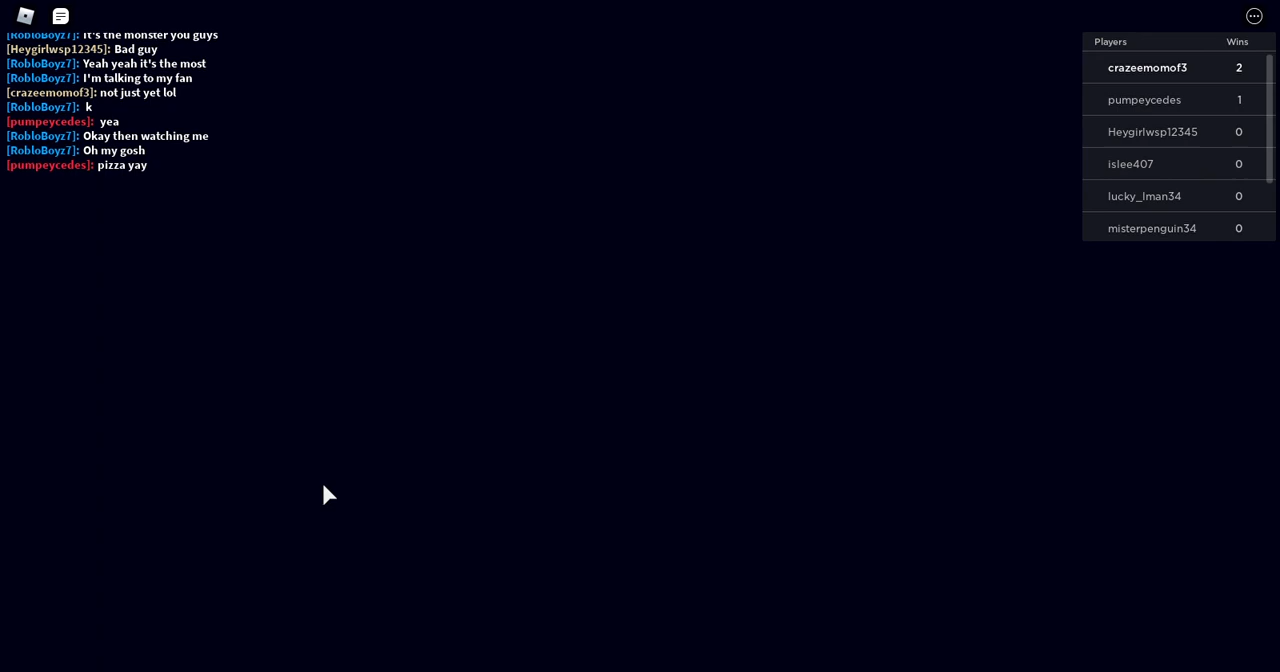 [RobloBoyz7]: It's the monster you guys
[Heygirlwsp12345]: Bad guy
[RobloBoyz7]: Yeah yeah it's the most
[RobloBoyz7]: I'm talking to my fan
[crazeemomof3]: not just yet lol
[RobloBoyz7]: k
[pumpeycedes]: yea
[RobloBoyz7]: Okay then watching me
[RobloBoyz7]: Oh my gosh
[pumpeycedes]: pizza yay
Players Wins
crazeemomof3 2
pumpeycedes 1
Heygirlwsp12345 0
islee407 0
lucky_lman34 0
misterpenguin34 0